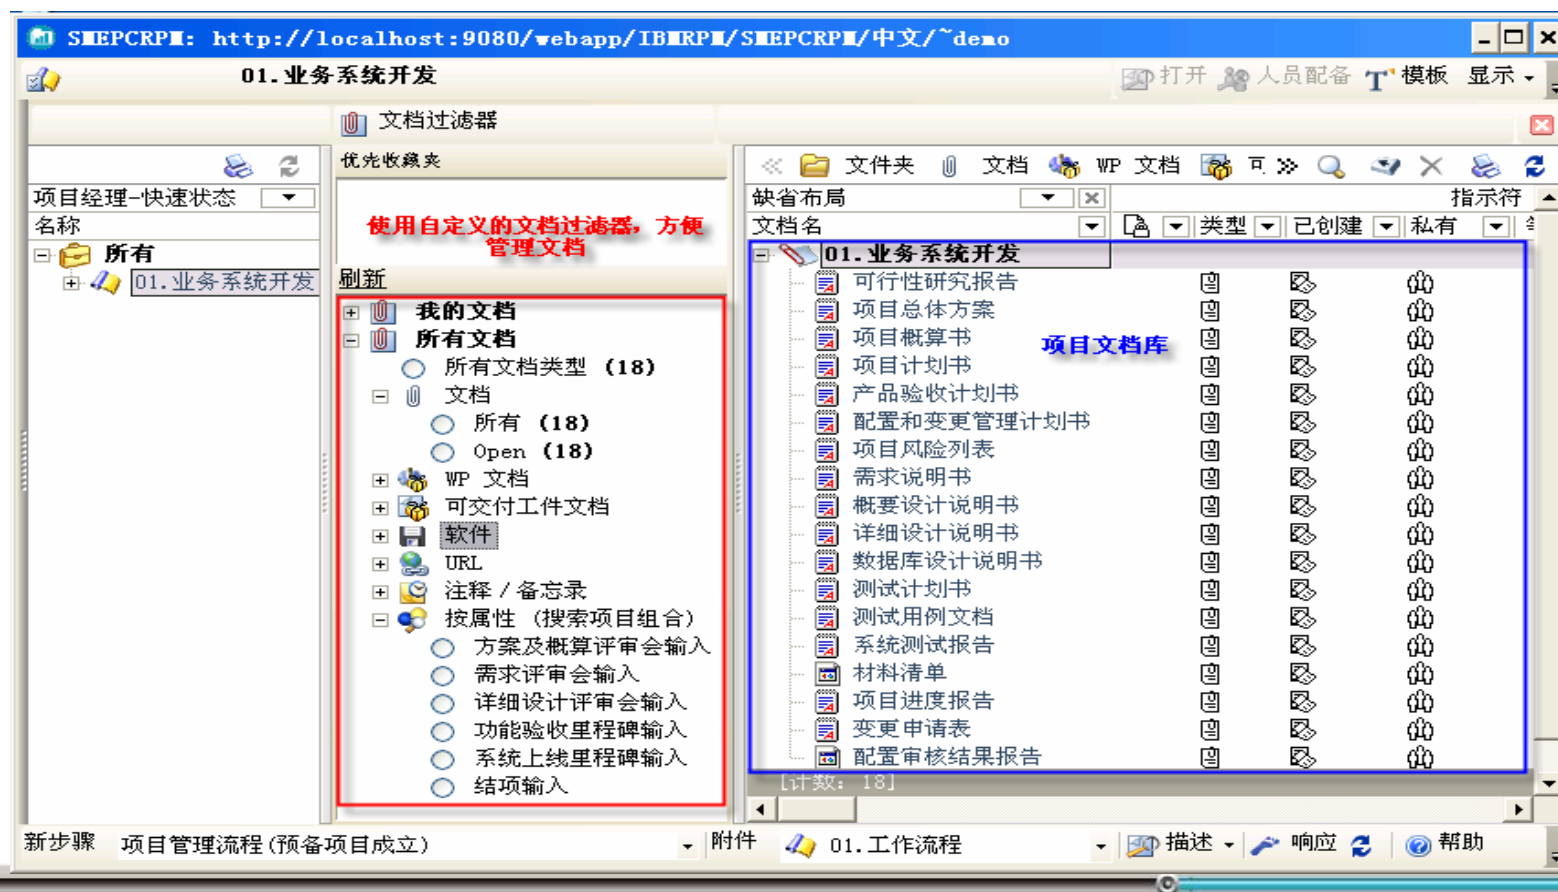 SMEPCRPM: http://localhost:9080/webapp/IBMRPM/SMEPCRPM/中文/~demo
01.业务系统开发
打开 人员配备 模板 显示
文档过滤器
优先收藏夹
文件夹 文档 WP 文档 可
项目经理-快速状态
缺省布局 指示符
名称
使用自定义的文档过滤器，方便
管理文档
文档名 类型 已创建 私有
所有
01.业务系统开发
刷新
我的文档
所有文档
所有文档类型 (18)
文档
所有 (18)
Open (18)
WP 文档
可交付工件文档
软件
URL
注释 / 备忘录
按属性 (搜索项目组合)
方案及概算评审会输入
需求评审会输入
详细设计评审会输入
功能验收里程碑输入
系统上线里程碑输入
结项输入
01.业务系统开发
可行性研究报告
项目总体方案
项目概算书
项目文档库
项目计划书
产品验收计划书
配置和变更管理计划书
项目风险列表
需求说明书
概要设计说明书
详细设计说明书
数据库设计说明书
测试计划书
测试用例文档
系统测试报告
材料清单
项目进度报告
变更申请表
配置审核结果报告
[计数: 18]
新步骤 项目管理流程(预备项目成立) 附件 01.工作流程 描述 响应 帮助